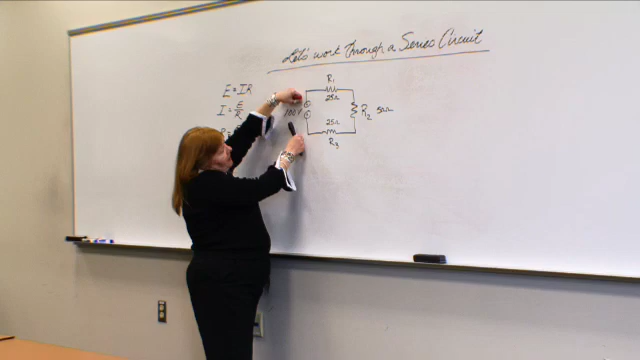 Let's work through a Series Circuit
R1
E = IR
25Ω
I = E/R
100V
R2 50Ω
25Ω
R3